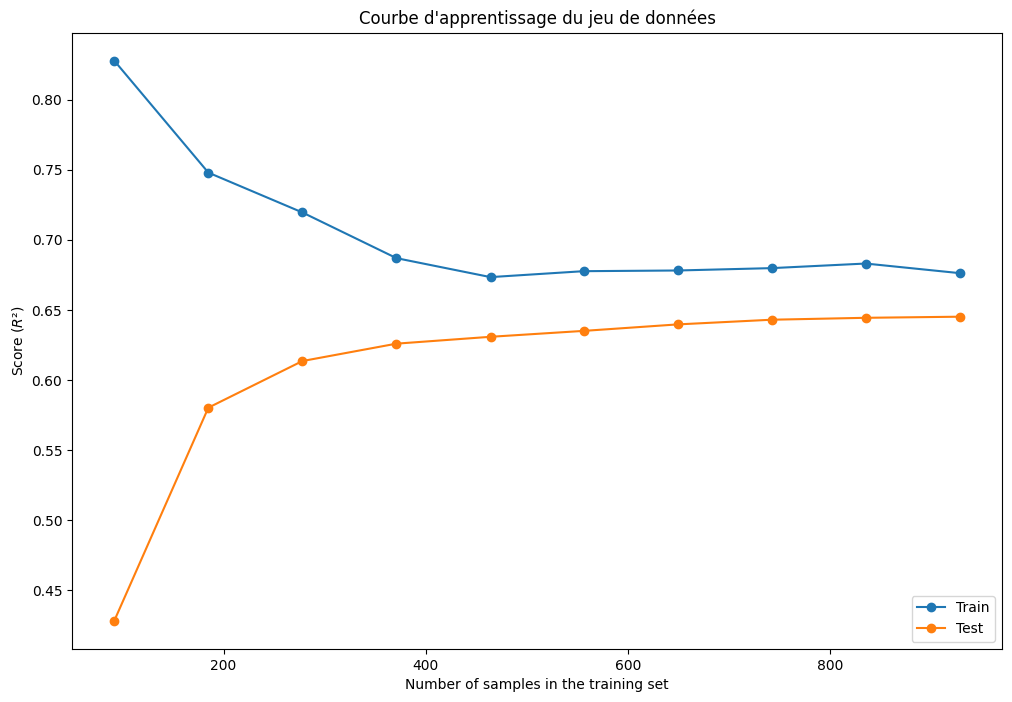 Courbe d'apprentissage du jeu de données
Score (R²)
0.80
0.75
0.70
0.65
0.60
0.55
0.50
0.45
200
400
600
800
Number of samples in the training set
Train
Test